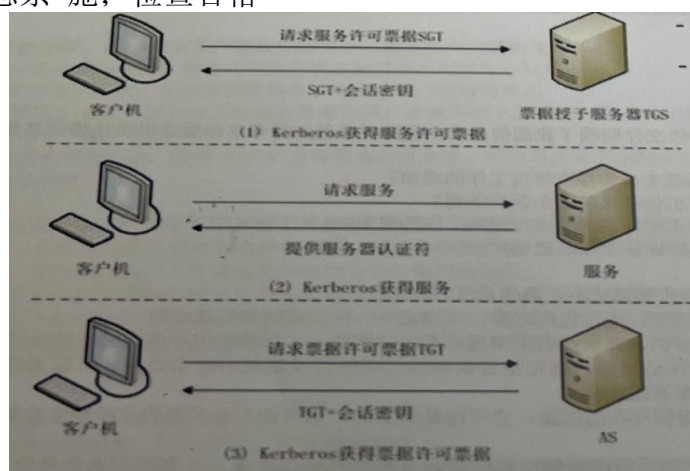 请求服务许可票据SGT
SGT+会话密钥
客户机
票据授予服务器TGS
(1) Kerberos获得服务许可票据
请求服务
提供服务器认证符
客户机
服务
(2) Kerberos获得服务
请求票据许可票据TGT
TGT+会话密钥
客户机
AS
(3) Kerberos获得票据许可票据